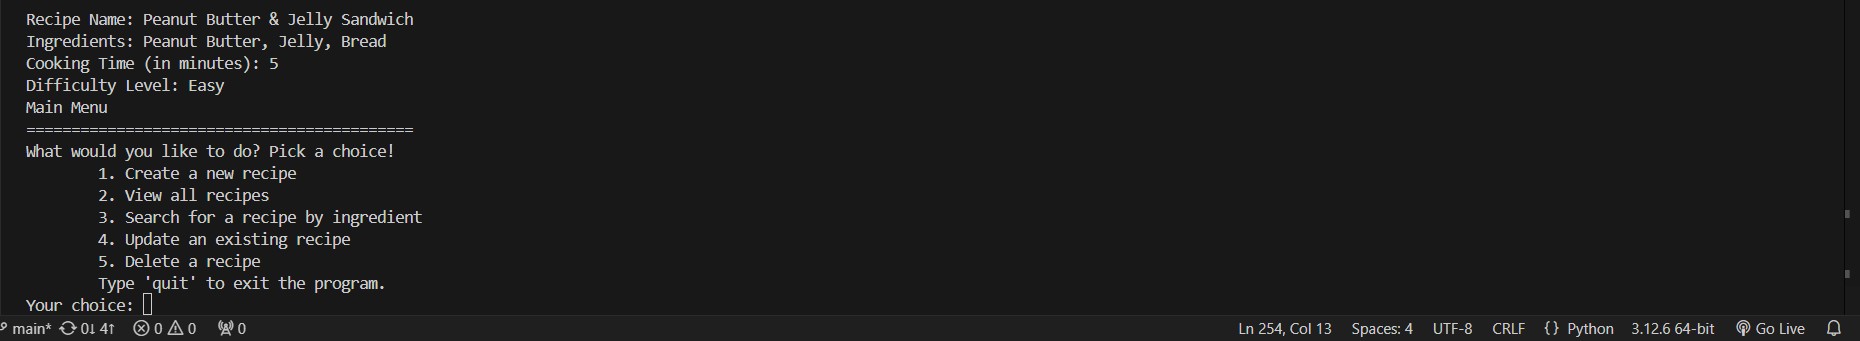 Recipe Name: Peanut Butter & Jelly Sandwich
Ingredients: Peanut Butter, Jelly, Bread
Cooking Time (in minutes): 5
Difficulty Level: Easy
Main Menu
===========================================
What would you like to do? Pick a choice!
1. Create a new recipe
2. View all recipes
3. Search for a recipe by ingredient
4. Update an existing recipe
5. Delete a recipe
Type 'quit' to exit the program.
Your choice:
main* 0↓ 4↑ 0 0 0 Ln 254, Col 13 Spaces: 4 UTF-8 CRLF {} Python 3.12.6 64-bit Go Live